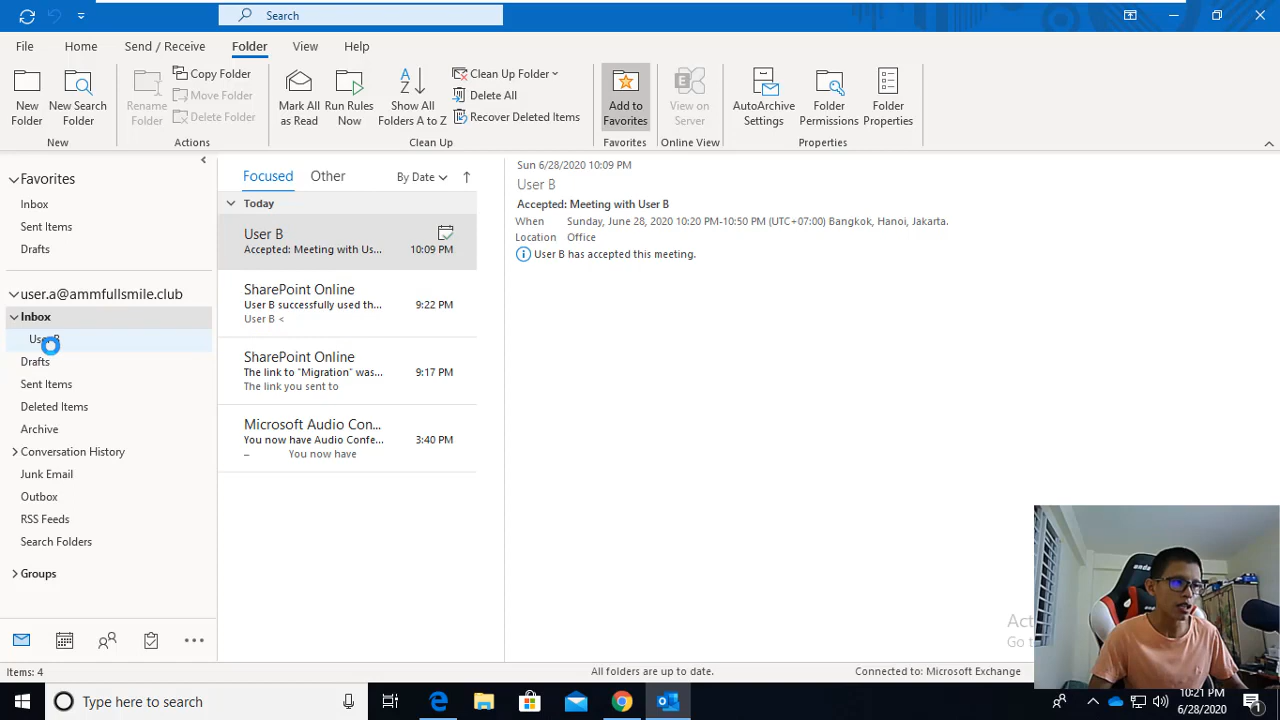 Search
File
Home
Send / Receive
Folder
View
Help
New
Folder
New Search
Folder
New
Rename
Folder
Copy Folder
Move Folder
Delete Folder
Actions
Mark All
as Read
Run Rules
Now
A
Z
Show All
Folders A to Z
Clean Up Folder
Delete All
Recover Deleted Items
Clean Up
Add to
Favorites
Favorites
View on
Server
Online View
AutoArchive
Settings
Folder
Permissions
Folder
Properties
Properties
Favorites
Inbox
Sent Items
Drafts
user.a@ammfullsmile.club
Inbox
User B
Drafts
Sent Items
Deleted Items
Archive
Conversation History
Junk Email
Outbox
RSS Feeds
Search Folders
Groups
Items: 4
Focused
Other
By Date
Today
User B
Accepted: Meeting with Us...
10:09 PM
SharePoint Online
User B successfully used th...
9:22 PM
User B <
SharePoint Online
The link to "Migration" was...
9:17 PM
The link you sent to
Microsoft Audio Con...
You now have Audio Confe...
3:40 PM
– You now have
Sun 6/28/2020 10:09 PM
User B
Accepted: Meeting with User B
When Sunday, June 28, 2020 10:20 PM-10:50 PM (UTC+07:00) Bangkok, Hanoi, Jakarta.
Location Office
User B has accepted this meeting.
Go
All folders are up to date.
Connected to: Microsoft Exchange
Type here to search
10:21 PM
6/28/2020
1